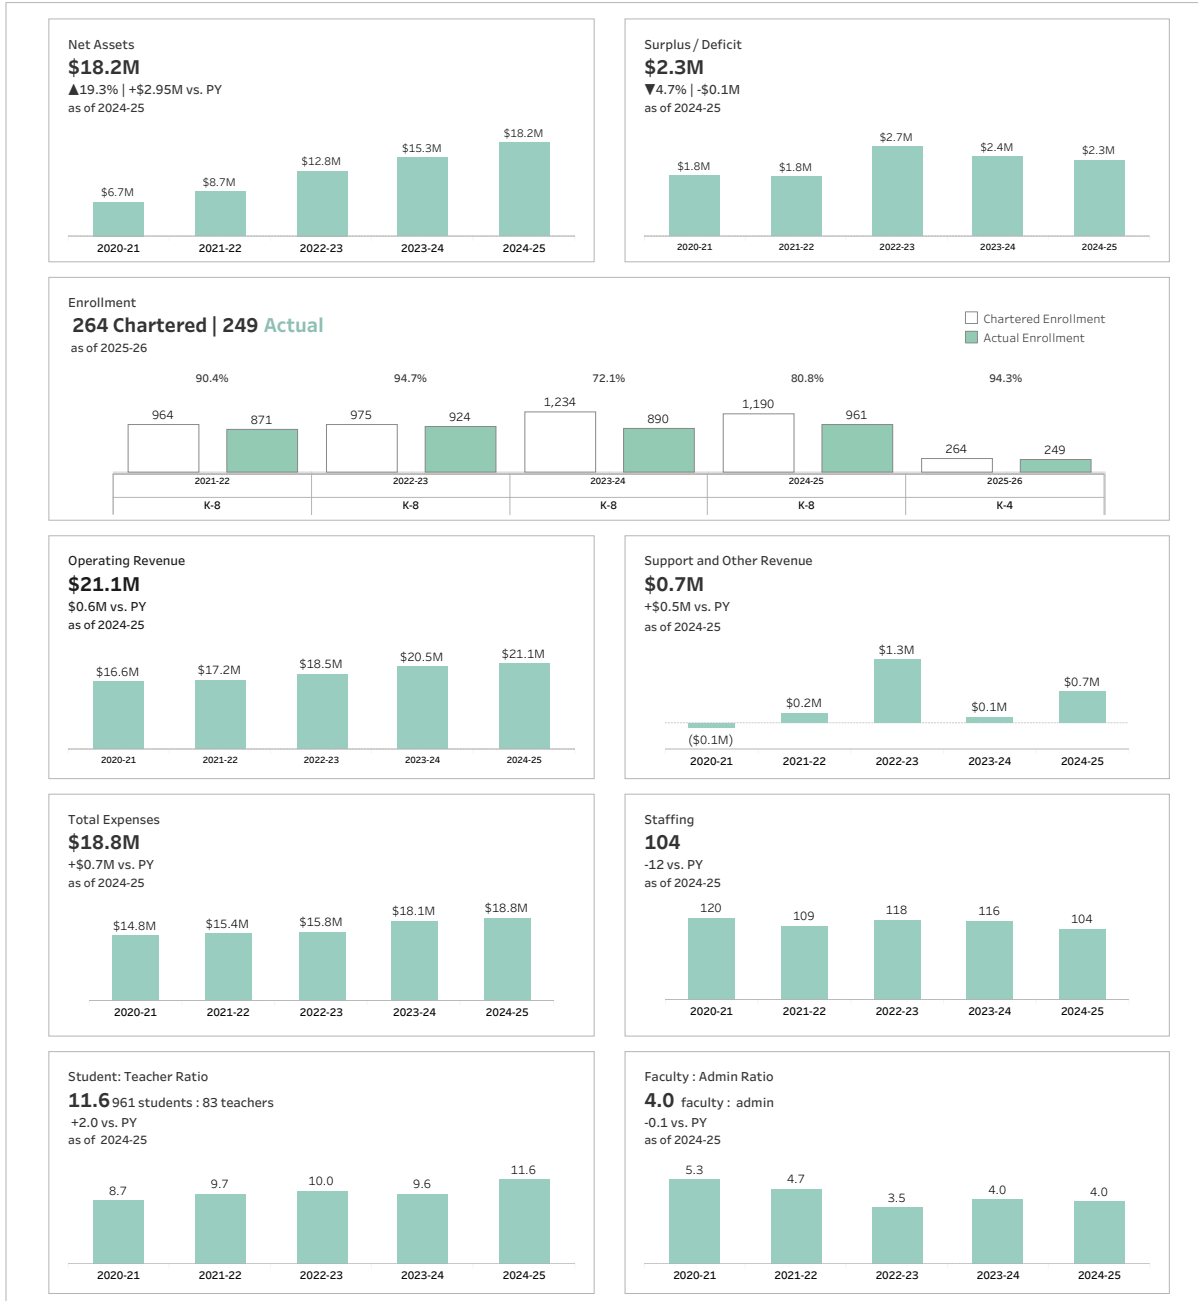 Net Assets
$18.2M
▲19.3% | +$2.95M vs. PY
as of 2024-25
$6.7M $8.7M $12.8M $15.3M $18.2M
2020-21 2021-22 2022-23 2023-24 2024-25
Surplus / Deficit
$2.3M
▼4.7% | -$0.1M
as of 2024-25
$1.8M $1.8M $2.7M $2.4M $2.3M
2020-21 2021-22 2022-23 2023-24 2024-25
Enrollment
264 Chartered | 249 Actual
as of 2025-26
Chartered Enrollment
Actual Enrollment
90.4% 94.7% 72.1% 80.8% 94.3%
964 871 975 924 1,234 890 1,190 961 264 249
2021-22 2022-23 2023-24 2024-25 2025-26
K-8 K-8 K-8 K-8 K-4
Operating Revenue
$21.1M
$0.6M vs. PY
as of 2024-25
$16.6M $17.2M $18.5M $20.5M $21.1M
2020-21 2021-22 2022-23 2023-24 2024-25
Support and Other Revenue
$0.7M
+$0.5M vs. PY
as of 2024-25
($0.1M) $0.2M $1.3M $0.1M $0.7M
2020-21 2021-22 2022-23 2023-24 2024-25
Total Expenses
$18.8M
+$0.7M vs. PY
as of 2024-25
$14.8M $15.4M $15.8M $18.1M $18.8M
2020-21 2021-22 2022-23 2023-24 2024-25
Staffing
104
-12 vs. PY
as of 2024-25
120 109 118 116 104
2020-21 2021-22 2022-23 2023-24 2024-25
Student: Teacher Ratio
11.6 961 students : 83 teachers
+2.0 vs. PY
as of 2024-25
8.7 9.7 10.0 9.6 11.6
2020-21 2021-22 2022-23 2023-24 2024-25
Faculty : Admin Ratio
4.0 faculty : admin
-0.1 vs. PY
as of 2024-25
5.3 4.7 3.5 4.0 4.0
2020-21 2021-22 2022-23 2023-24 2024-25